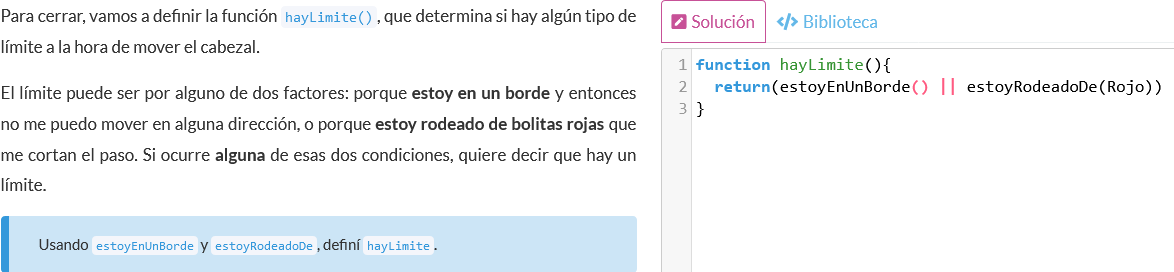 Para cerrar, vamos a definir la función hayLimite(), que determina si hay algún tipo de
límite a la hora de mover el cabezal.
El límite puede ser por alguno de dos factores: porque estoy en un borde y entonces
no me puedo mover en alguna dirección, o porque estoy rodeado de bolitas rojas que
me cortan el paso. Si ocurre alguna de esas dos condiciones, quiere decir que hay un
límite.
Usando estoyEnUnBorde y estoyRodeadoDe, definí hayLimite.
Solución
</> Biblioteca
1 function hayLimite(){
2 return(estoyEnUnBorde() || estoyRodeadoDe(Rojo))
3 }